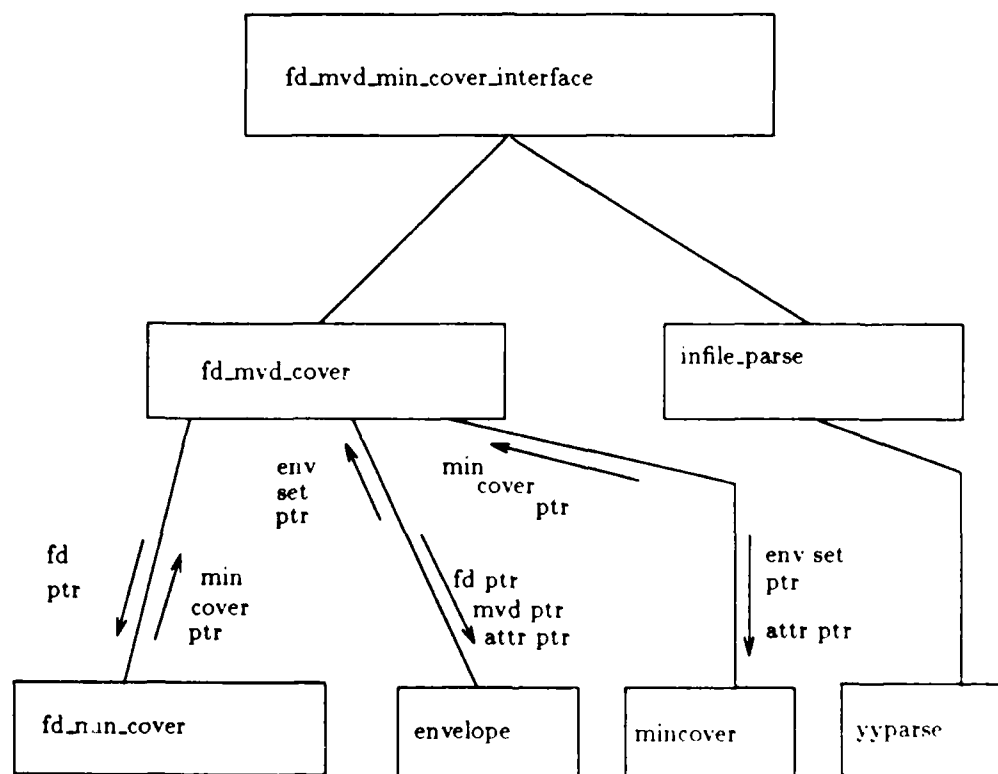 fd_mvd_min_cover_interface
fd_mvd_cover
infile_parse
env
set
ptr
min
cover
ptr
fd
ptr
min
cover
ptr
fd ptr
mvd ptr
attr ptr
env set
ptr
attr ptr
fd_min_cover
envelope
mincover
yyparse